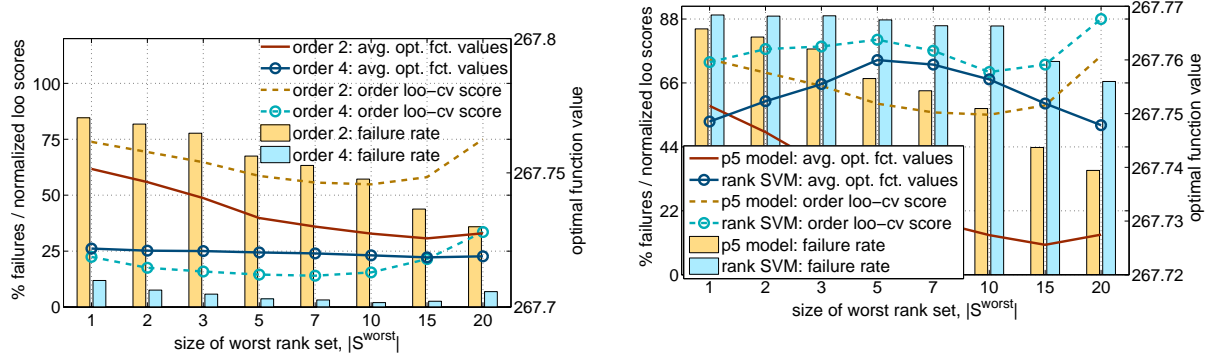 % failures / normalized loo scores
100
75
50
25
0
order 2: avg. opt. fct. values
order 4: avg. opt. fct. values
order 2: order loo−cv score
order 4: order loo−cv score
order 2: failure rate
order 4: failure rate
267.8
267.75
267.7
optimal function value
1 2 3 5 7 10 15 20
size of worst rank set, |S^worst|
% failures / normalized loo scores
88
66
44
22
0
p5 model: avg. opt. fct. values
rank SVM: avg. opt. fct. values
p5 model: order loo−cv score
rank SVM: order loo−cv score
p5 model: failure rate
rank SVM: failure rate
267.77
267.76
267.75
267.74
267.73
267.72
optimal function value
1 2 3 5 7 10 15 20
size of worst rank set, |S^worst|